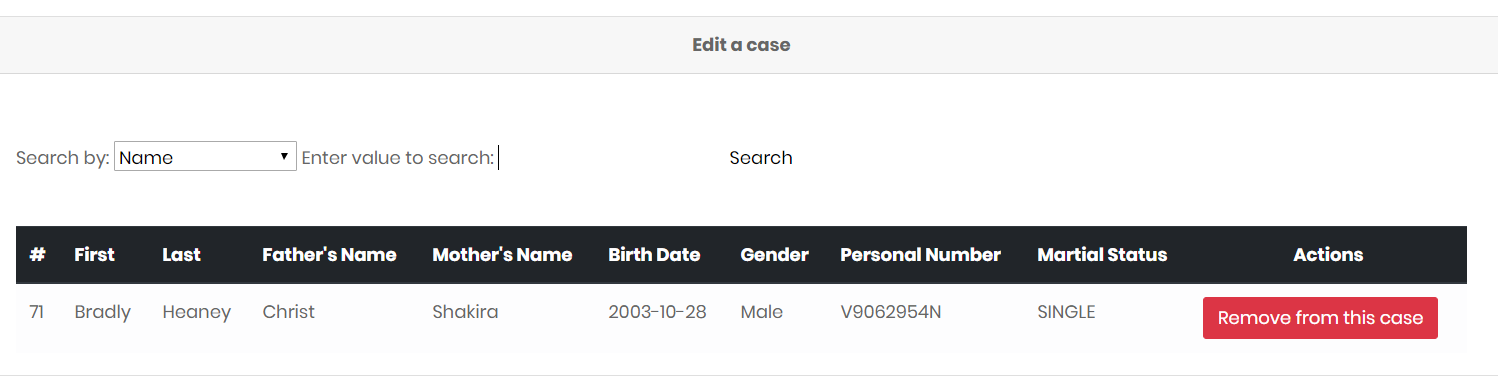 Edit a case
Search by: Name Enter value to search: Search
# First Last Father's Name Mother's Name Birth Date Gender Personal Number Martial Status Actions
71 Bradly Heaney Christ Shakira 2003-10-28 Male V9062954N SINGLE Remove from this case